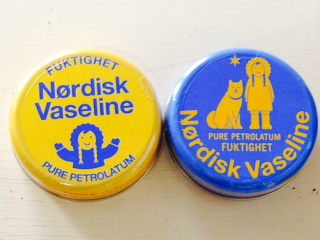 FUKTIGHET
Nørdisk
Vaseline
PURE PETROLATUM
PURE PETROLATUM
FUKTIGHET
Nørdisk Vaseline